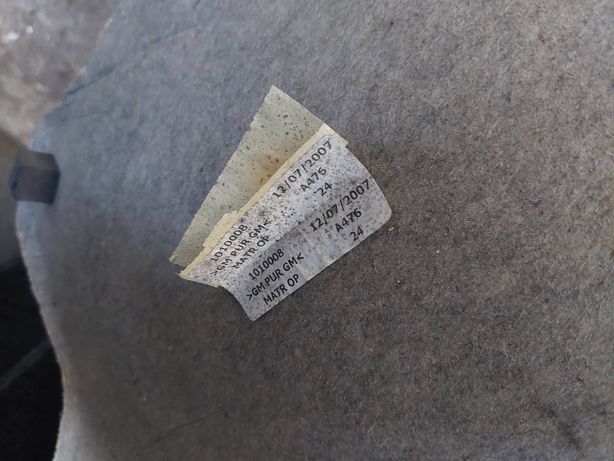 1010008 12/07/2007
>GM PUR GM< A476
MATR OP 24
1010008 12/07/2007
>GM PUR GM< A476
MATR OP 24